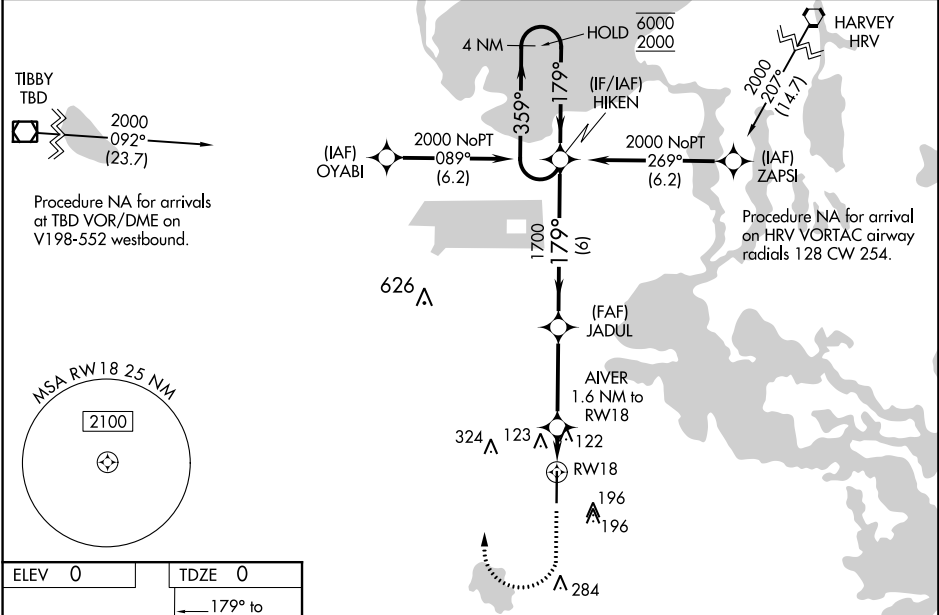 HOLD
6000
2000
4 NM
HARVEY
HRV
TIBBY
TBD
2000
092°
(23.7)
359°
179°
(IF/IAF)
HIKEN
2000
207°
(14.7)
(IAF)
OYABI
2000 NoPT
089°
(6.2)
2000 NoPT
269°
(6.2)
(IAF)
ZAPSI
Procedure NA for arrivals
at TBD VOR/DME on
V198-552 westbound.
Procedure NA for arrival
on HRV VORTAC airway
radials 128 CW 254.
1700
179°
(6)
626
(FAF)
JADUL
MSA RW18 25 NM
2100
AIVER
1.6 NM to
RW18
324
123
122
RW18
196
196
284
ELEV 0
TDZE 0
179° to